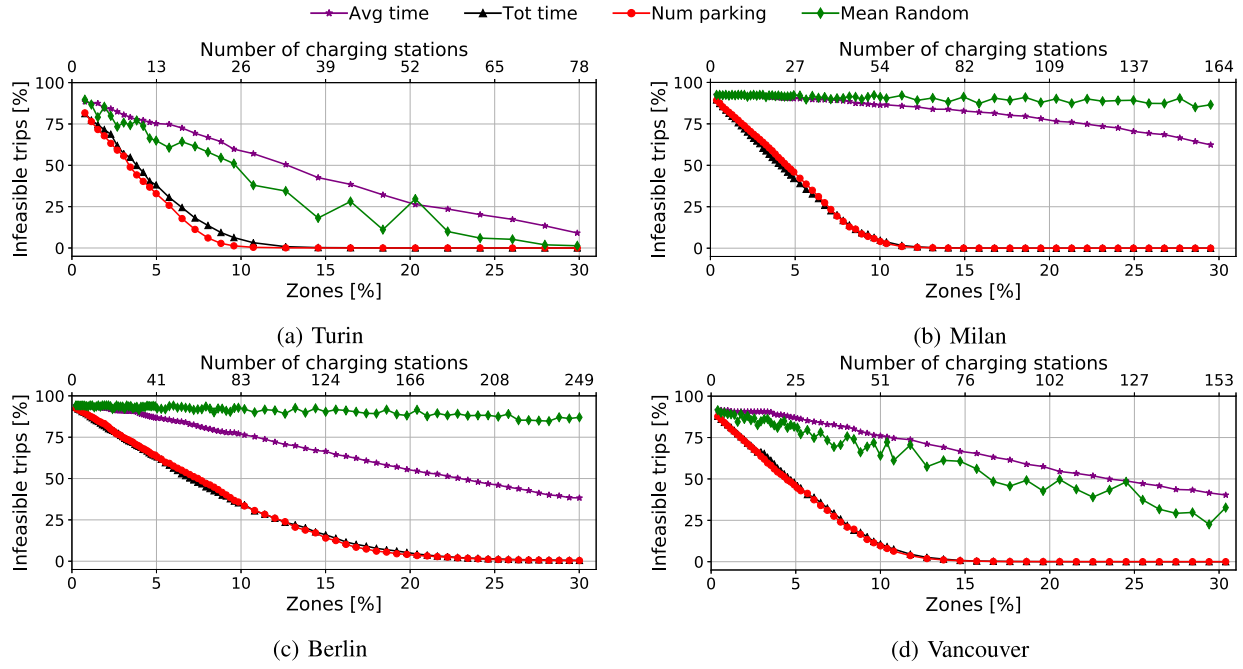 Avg time Tot time Num parking Mean Random
Number of charging stations
0 13 26 39 52 65 78
100
75
50
25
0
Infeasible trips [%]
0 5 10 15 20 25 30
Zones [%]
(a) Turin
Number of charging stations
0 27 54 82 109 137 164
100
75
50
25
0
Infeasible trips [%]
0 5 10 15 20 25 30
Zones [%]
(b) Milan
Number of charging stations
0 41 83 124 166 208 249
100
75
50
25
0
Infeasible trips [%]
0 5 10 15 20 25 30
Zones [%]
(c) Berlin
Number of charging stations
0 25 51 76 102 127 153
100
75
50
25
0
Infeasible trips [%]
0 5 10 15 20 25 30
Zones [%]
(d) Vancouver